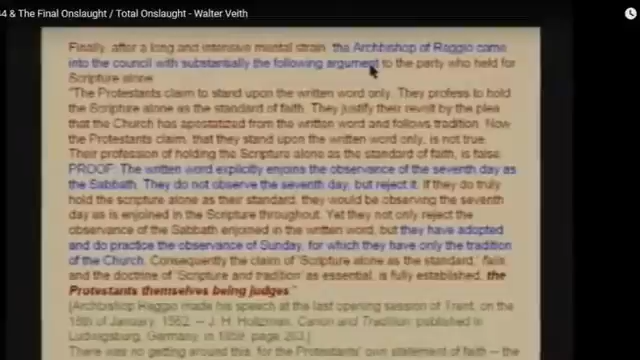 44 & The Final Onslaught / Total Onslaught - Walter Veith
Finally, after a long and intensive mental strain, the Archbishop of Reggio came
into the council with substantially the following argument to the party who held for
Scripture alone:
"The Protestants claim to stand upon the written word only. They profess to hold
the Scripture alone as the standard of faith. They justify their revolt by the plea
that the Church has apostatized from the written word and follows tradition. Now
the Protestants claim, that they stand upon the written word only, is not true.
Their profession of holding the Scripture alone as the standard of faith, is false.
PROOF: The written word explicitly enjoins the observance of the seventh day as
the Sabbath. They do not observe the seventh day, but reject it. If they do truly
hold the scripture alone as their standard, they would be observing the seventh
day as is enjoined in the Scripture throughout. Yet they not only reject the
observance of the Sabbath enjoined in the written word, but they have adopted
and do practice the observance of Sunday, for which they have only the tradition
of the Church. Consequently the claim of 'Scripture alone as the standard,' fails
and the doctrine of 'Scripture and tradition' as essential, is fully established, the
Protestants themselves being judges."
[Archbishop Reggio made his speech at the last opening session of Trent, on the
18th of January, 1562. -- J. H. Holtzman, Canon and Tradition published in
Ludwigsburg, Germany, in 1859, page 263.]
There was no getting around this, for the Protestants' own statement of faith -- the